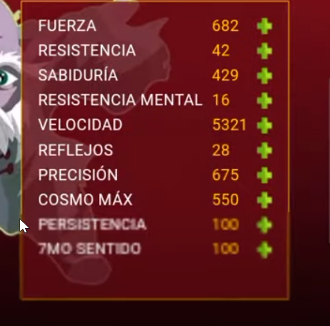 FUERZA 682
RESISTENCIA 42
SABIDURÍA 429
RESISTENCIA MENTAL 16
VELOCIDAD 5321
REFLEJOS 28
PRECISIÓN 675
COSMO MÁX 550
PERSISTENCIA 100
7MO SENTIDO 100